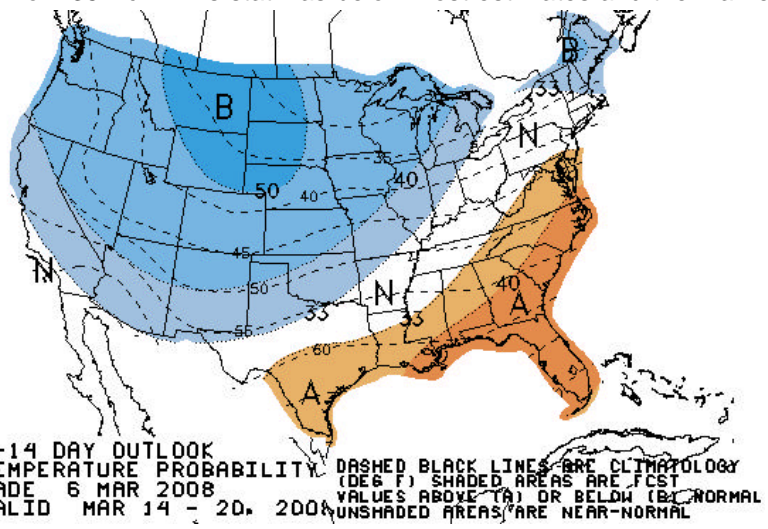 B
33
25
N
B
35
50
40
40
45
N
50
N
40
A
33
33
55
60
A
-14 DAY OUTLOOK
TEMPERATURE PROBABILITY
ADE 6 MAR 2008
ALID MAR 14 - 20, 2008
DASHED BLACK LINES ARE CLIMATOLOGY
(DEG F) SHADED AREAS ARE FCST
VALUES ABOVE (A) OR BELOW (B) NORMAL
UNSHADED AREAS ARE NEAR-NORMAL